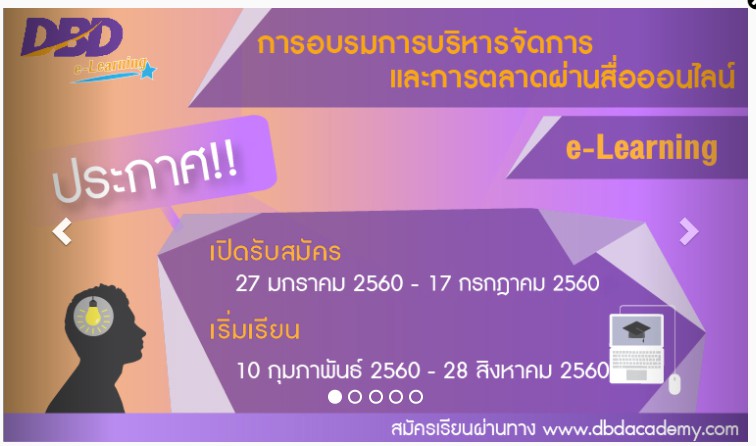 DBD
e-Learning
การอบรมการบริหารจัดการ
และการตลาดผ่านสื่อออนไลน์
e-Learning
ประกาศ!!
เปิดรับสมัคร
27 มกราคม 2560 - 17 กรกฎาคม 2560
เริ่มเรียน
10 กุมภาพันธ์ 2560 - 28 สิงหาคม 2560
สมัครเรียนผ่านทาง www.dbdacademy.com